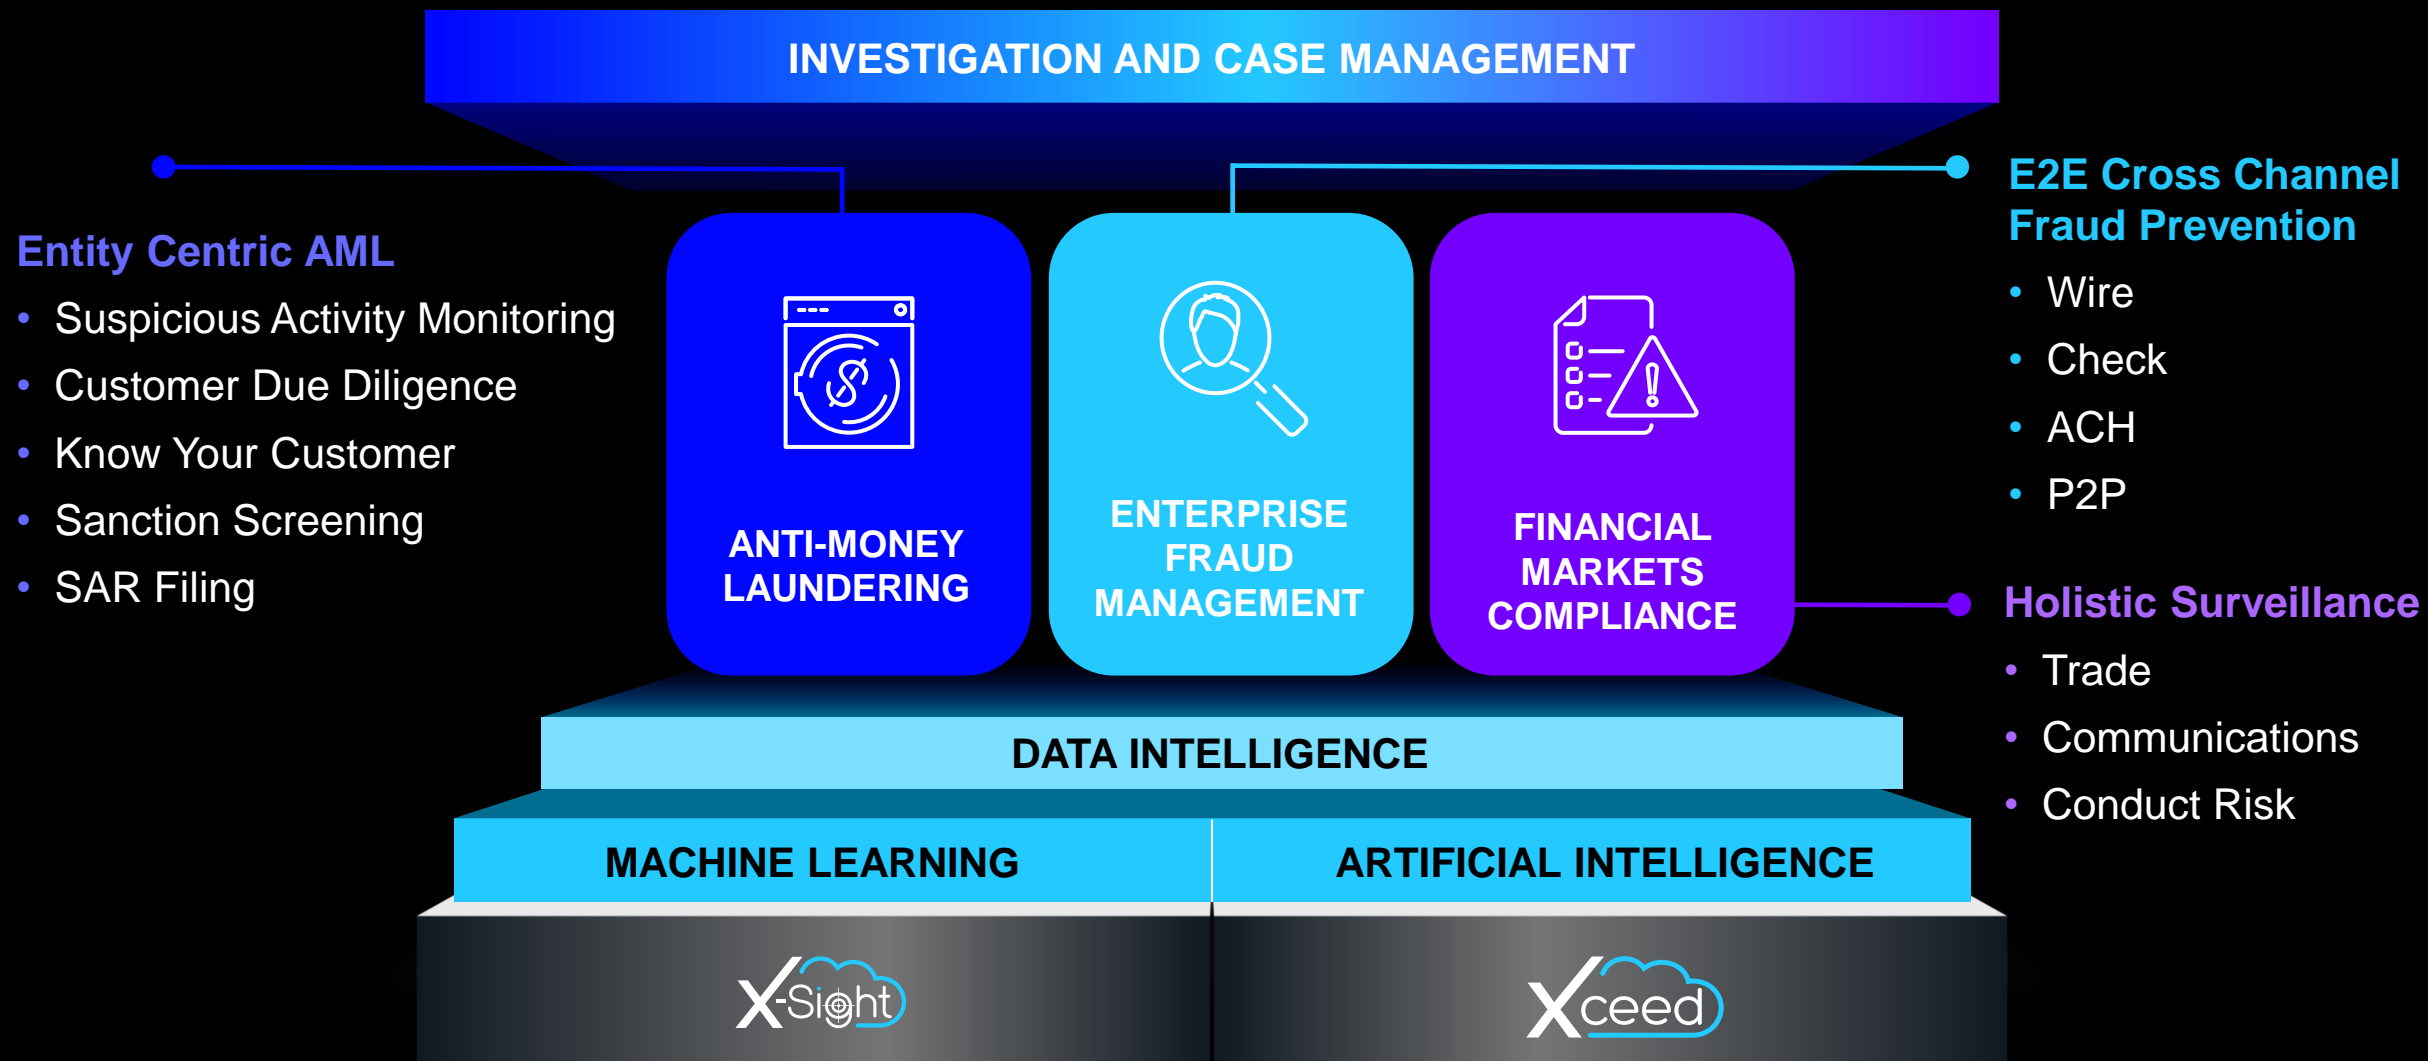 INVESTIGATION AND CASE MANAGEMENT
Entity Centric AML
• Suspicious Activity Monitoring
• Customer Due Diligence
• Know Your Customer
• Sanction Screening
• SAR Filing
ANTI-MONEY
LAUNDERING
ENTERPRISE
FRAUD
MANAGEMENT
FINANCIAL
MARKETS
COMPLIANCE
E2E Cross Channel
Fraud Prevention
• Wire
• Check
• ACH
• P2P
Holistic Surveillance
• Trade
• Communications
• Conduct Risk
DATA INTELLIGENCE
MACHINE LEARNING
ARTIFICIAL INTELLIGENCE
X-Sight
Xceed